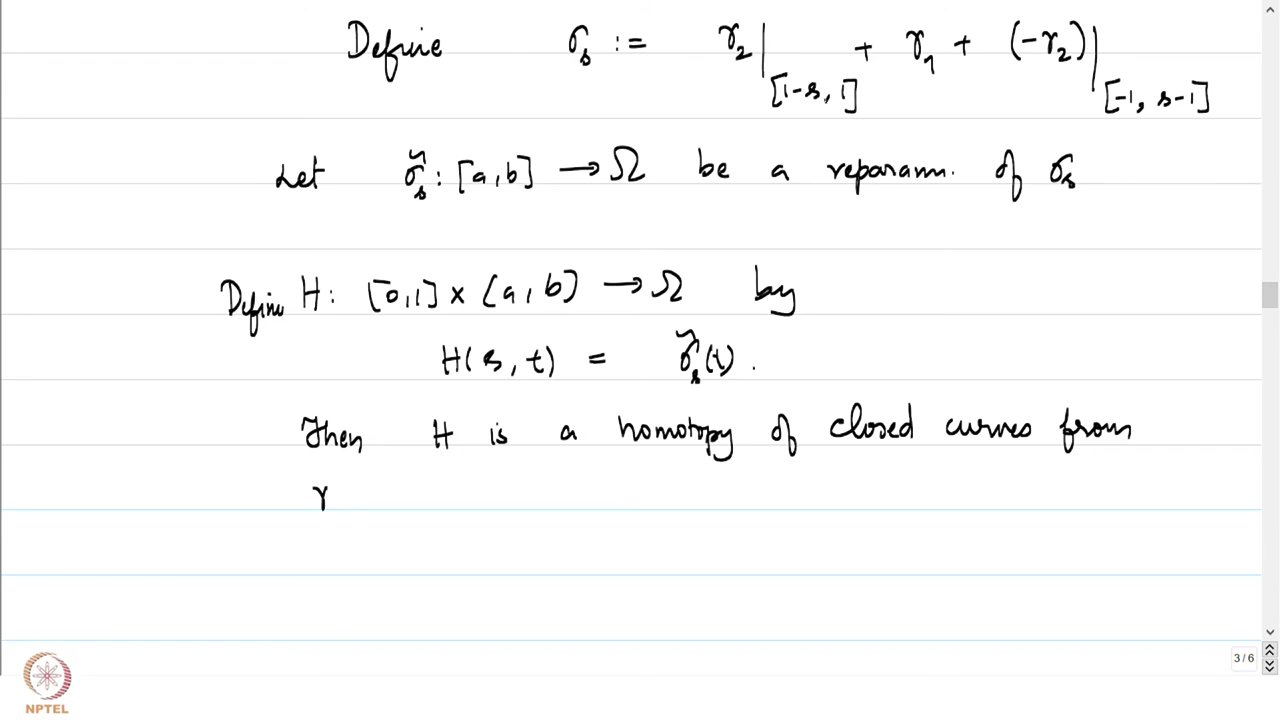 Define σ_s := γ_2|_[1-s, 1] + γ_1 + (-γ_2)|_[-1, s-1]
Let σ̃_s : [a, b] → Ω be a reparam. of σ_s
Define H : [0,1] × [a, b] → Ω by
H(s, t) = σ̃_s(t).
Then H is a homotopy of closed curves from
γ
3 / 6
NPTEL